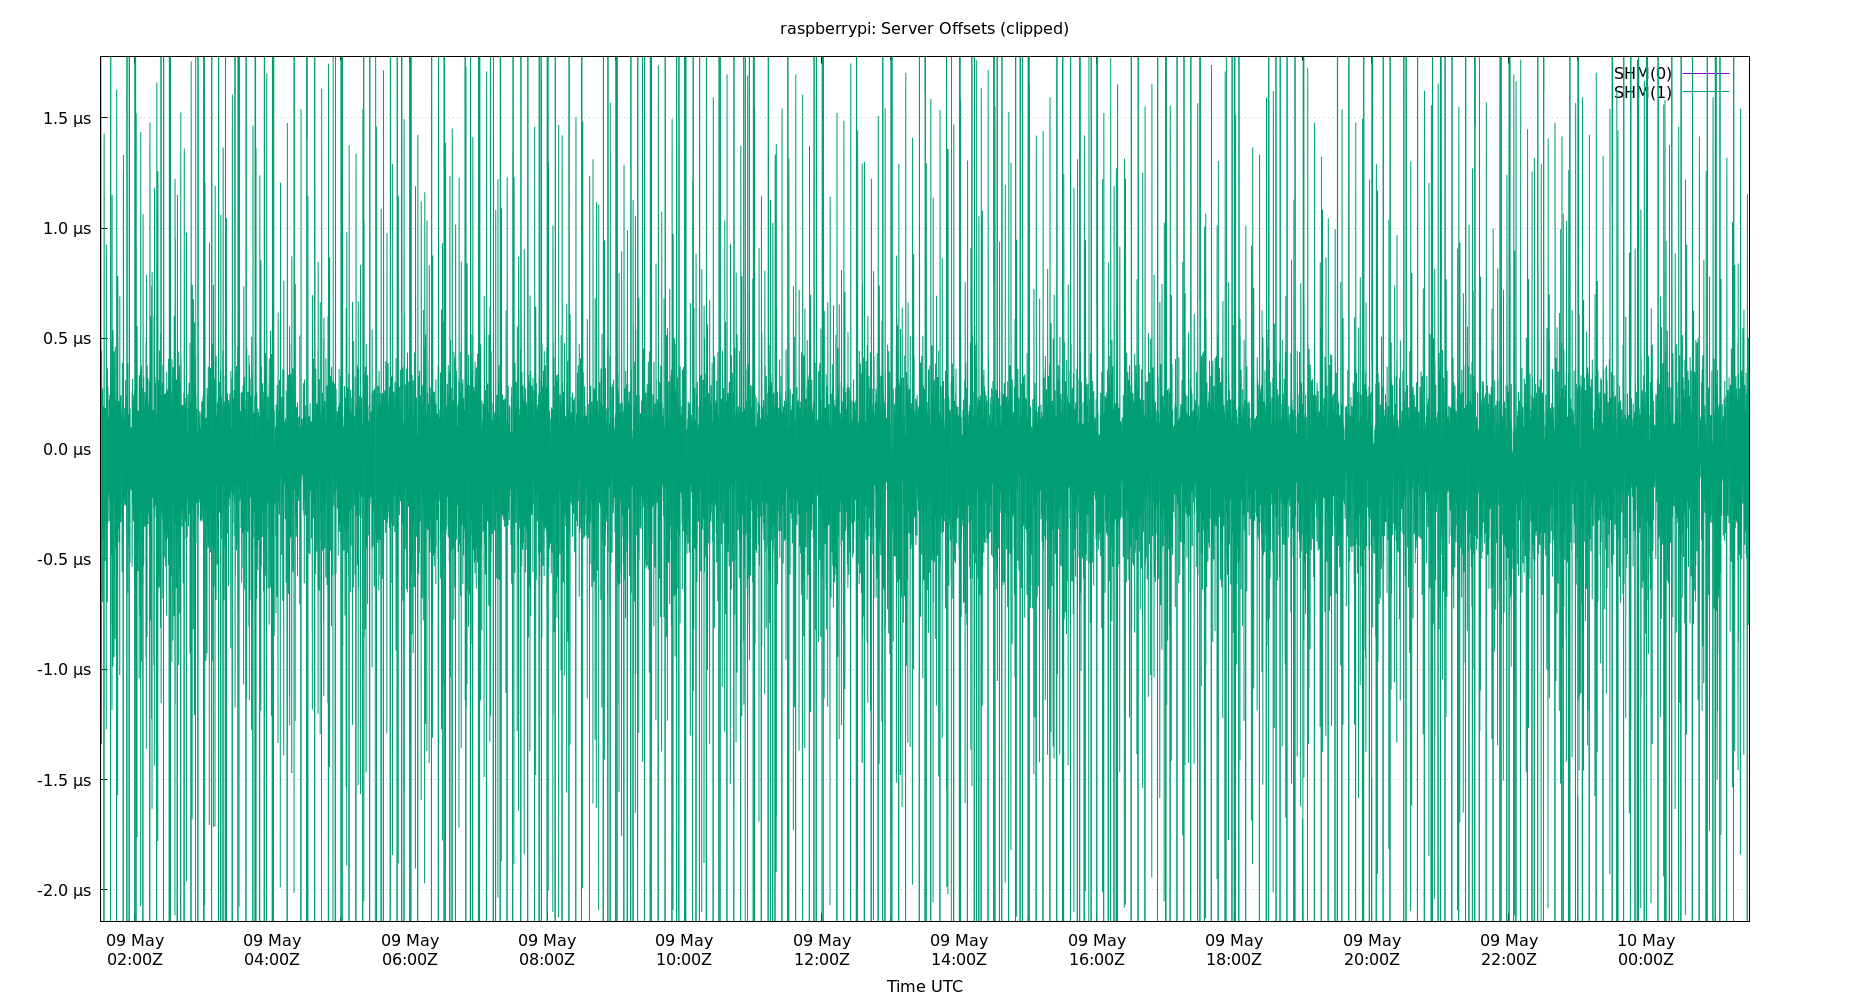 raspberrypi: Server Offsets (clipped)
SHM(0)
SHM(1)
1.5 µs
1.0 µs
0.5 µs
0.0 µs
-0.5 µs
-1.0 µs
-1.5 µs
-2.0 µs
09 May 09 May 09 May 09 May 09 May 09 May 09 May 09 May 09 May 09 May 09 May 10 May
02:00Z 04:00Z 06:00Z 08:00Z 10:00Z 12:00Z 14:00Z 16:00Z 18:00Z 20:00Z 22:00Z 00:00Z
Time UTC